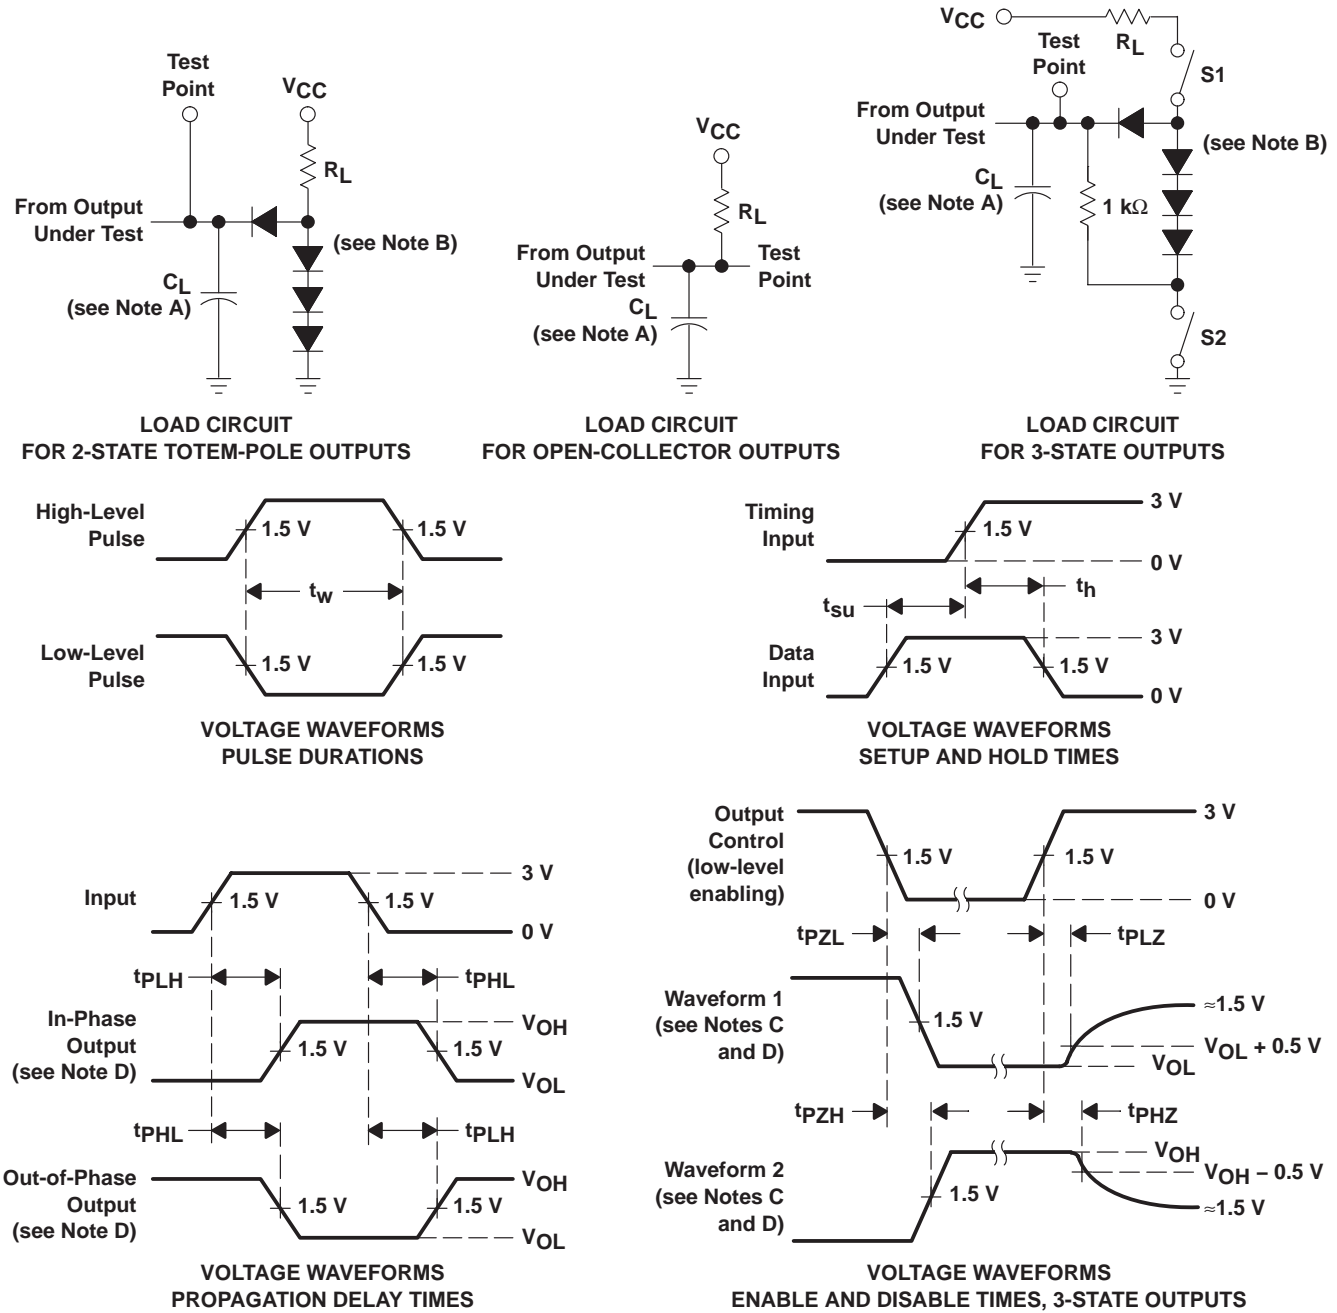 Test
Point
VCC
RL
From Output
Under Test
(see Note B)
CL
(see Note A)
LOAD CIRCUIT
FOR 2-STATE TOTEM-POLE OUTPUTS
VCC
RL
From Output
Under Test
Test
Point
CL
(see Note A)
LOAD CIRCUIT
FOR OPEN-COLLECTOR OUTPUTS
VCC
RL
Test
Point
S1
From Output
Under Test
(see Note B)
CL
(see Note A)
1 kΩ
S2
LOAD CIRCUIT
FOR 3-STATE OUTPUTS
High-Level
Pulse
1.5 V
1.5 V
tw
Low-Level
Pulse
1.5 V
1.5 V
VOLTAGE WAVEFORMS
PULSE DURATIONS
Timing
Input
3 V
1.5 V
0 V
th
tsu
Data
Input
3 V
1.5 V
1.5 V
0 V
VOLTAGE WAVEFORMS
SETUP AND HOLD TIMES
Input
3 V
1.5 V
1.5 V
0 V
tPLH
tPHL
In-Phase
Output
(see Note D)
VOH
1.5 V
1.5 V
VOL
tPHL
tPLH
Out-of-Phase
Output
(see Note D)
VOH
1.5 V
1.5 V
VOL
VOLTAGE WAVEFORMS
PROPAGATION DELAY TIMES
Output
Control
(low-level
enabling)
3 V
1.5 V
1.5 V
0 V
tPZL
tPLZ
Waveform 1
(see Notes C
and D)
1.5 V
≈1.5 V
VOL + 0.5 V
VOL
tPZH
tPHZ
Waveform 2
(see Notes C
and D)
1.5 V
VOH
VOH – 0.5 V
≈1.5 V
VOLTAGE WAVEFORMS
ENABLE AND DISABLE TIMES, 3-STATE OUTPUTS